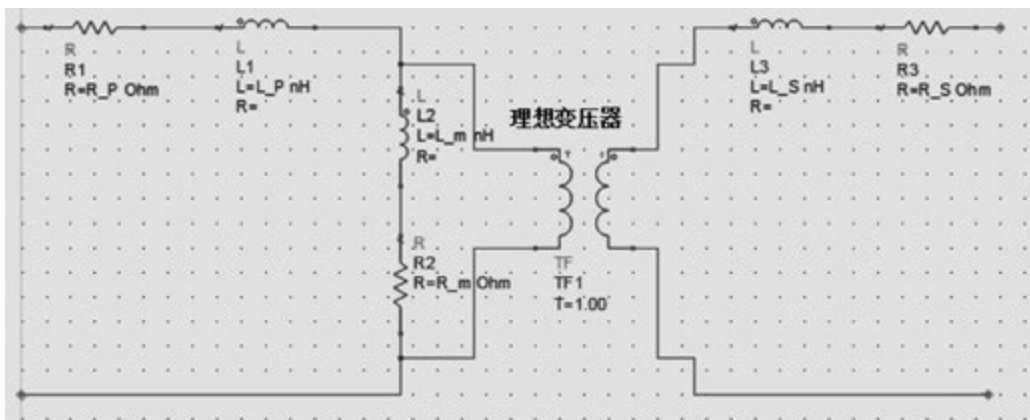 R
R1
R=R_P Ohm
L
L1
L=L_P nH
R=
L
L2
L=L_m nH
R=
R
R2
R=R_m Ohm
理想变压器
T
1
TF
TF1
T=1.00
L
L3
L=L_S nH
R=
R
R3
R=R_S Ohm